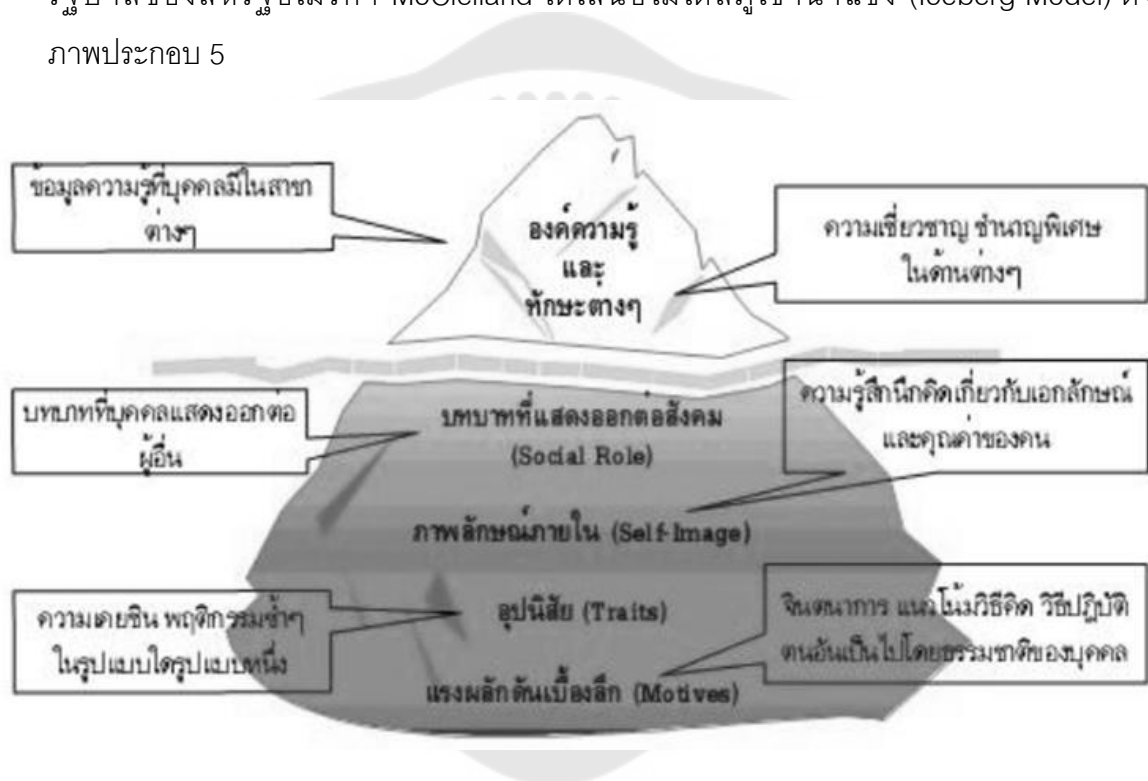 ภาพประกอบ 5
ข้อมูลความรู้ที่บุคคลมีในสาขา
ต่างๆ
องค์ความรู้
และ
ทักษะต่างๆ
ความเชี่ยวชาญ ชำนาญพิเศษ
ในด้านต่างๆ
บทบาทที่บุคคลแสดงออกต่อ
ผู้อื่น
บทบาทที่แสดงออกต่อสังคม
(Social Role)
ความรู้สึกนึกคิดเกี่ยวกับเอกลักษณ์
และคุณค่าของตน
ภาพลักษณ์ภายใน (Self-Image)
ความเคยชิน พฤติกรรมซ้ำๆ
ในรูปแบบใดรูปแบบหนึ่ง
อุปนิสัย (Traits)
จินตนาการ แนวโน้มวิธีคิด วิธีปฏิบัติ
ตนอันเป็นไปโดยธรรมชาติของบุคคล
แรงผลักดันเบื้องลึก (Motives)